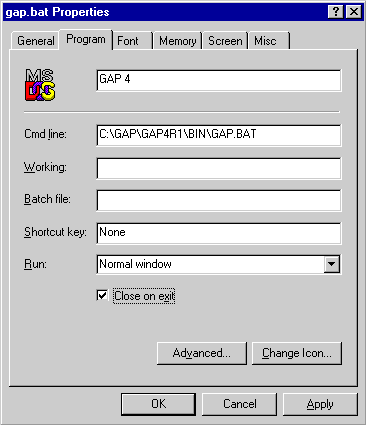 gap.bat Properties
General Program Font Memory Screen Misc
MS
GAP 4
Cmd line: C:\GAP\GAP4R1\BIN\GAP.BAT
Working:
Batch file:
Shortcut key: None
Run: Normal window
Close on exit
Advanced... Change Icon...
OK Cancel Apply